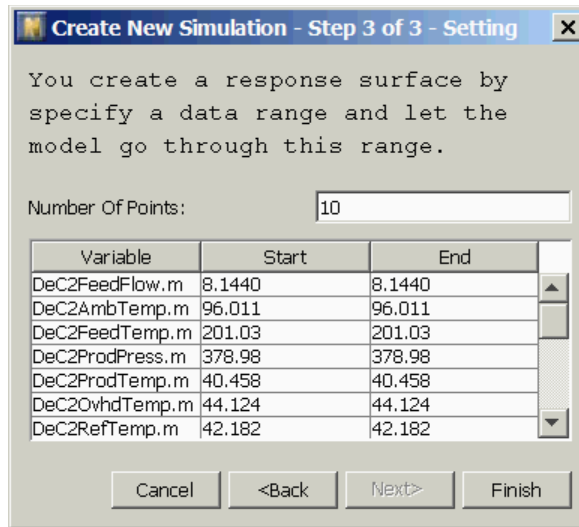 Create New Simulation - Step 3 of 3 - Setting
You create a response surface by
specify a data range and let the
model go through this range.
Number Of Points: 10
Variable Start End
DeC2FeedFlow.m 8.1440 8.1440
DeC2AmbTemp.m 96.011 96.011
DeC2FeedTemp.m 201.03 201.03
DeC2ProdPress.m 378.98 378.98
DeC2ProdTemp.m 40.458 40.458
DeC2OvhdTemp.m 44.124 44.124
DeC2RefTemp.m 42.182 42.182
Cancel <Back Next> Finish